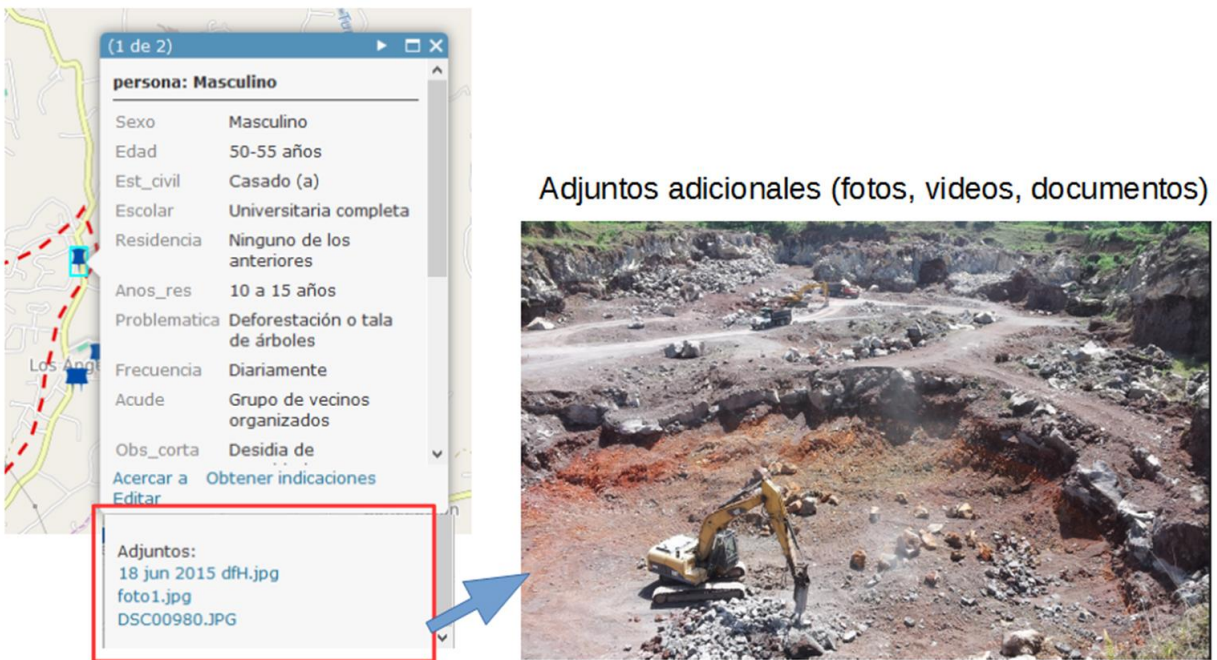 (1 de 2)
persona: Masculino
Sexo Masculino
Edad 50-55 años
Est_civil Casado (a)
Escolar Universitaria completa
Residencia Ninguno de los
anteriores
Anos_res 10 a 15 años
Problematica Deforestación o tala
de árboles
Frecuencia Diariamente
Acude Grupo de vecinos
organizados
Obs_corta Desidia de
Acercar a Obtener indicaciones
Editar
Adjuntos:
18 jun 2015 dfH.jpg
foto1.jpg
DSC00980.JPG
Los Ange
Adjuntos adicionales (fotos, videos, documentos)